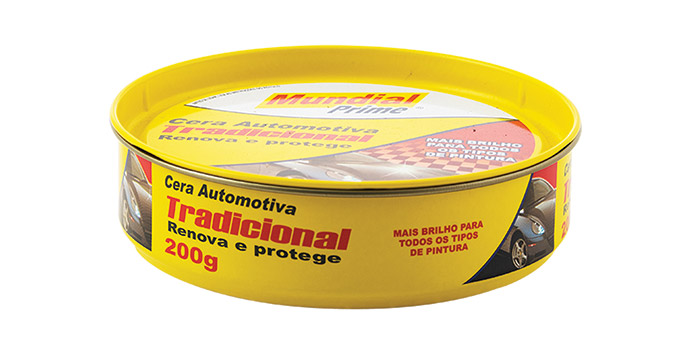 Mundial
Prime
Cera Automotiva
Tradicional
Renova e protege
MAIS BRILHO
PARA TODOS
OS TIPOS
DE PINTURA
Cera Automotiva
Tradicional
Renova e protege
200g
MAIS BRILHO PARA
TODOS OS TIPOS
DE PINTURA